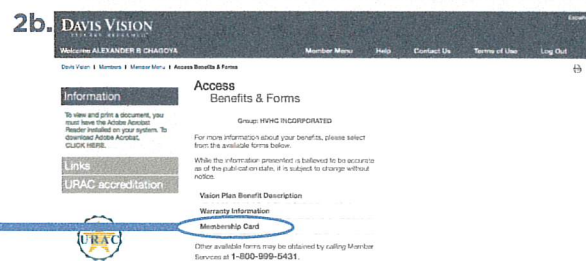 2b.
DAVIS VISION
Welcome ALEXANDER B CHAGOYA
Member Menu Help Contact Us Terms of Use Log Out
Davis Vision | Members | Member Menu | Access Benefits & Forms
Access
Benefits & Forms
Information
To view and print a document, you
must have the Adobe Acrobat
Reader installed on your system. To
download Adobe Acrobat,
CLICK HERE.
Links
URAC accreditation
URAC
Group: HVHC INCORPORATED
For more information about your benefits, please select
from the available forms below.
While the information presented is believed to be accurate
as of the publication date, it is subject to change without
notice.
Vision Plan Benefit Description
Warranty Information
Membership Card
Other available forms may be obtained by calling Member
Services at 1-800-999-5431.